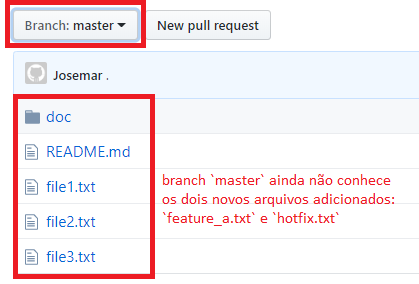 Branch: master
New pull request
Josemar .
doc
README.md
file1.txt
file2.txt
file3.txt
branch `master` ainda não conhece
os dois novos arquivos adicionados:
`feature_a.txt` e `hotfix.txt`